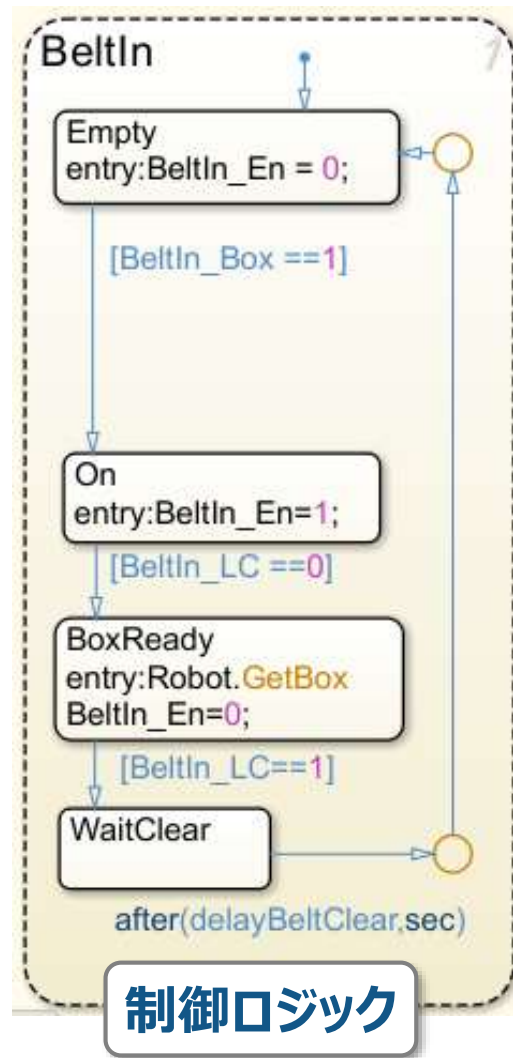 BeltIn
1
Empty
entry:BeltIn_En = 0;
[BeltIn_Box ==1]
On
entry:BeltIn_En=1;
[BeltIn_LC ==0]
BoxReady
entry:Robot.GetBox
BeltIn_En=0;
[BeltIn_LC==1]
WaitClear
after(delayBeltClear,sec)
制御ロジック